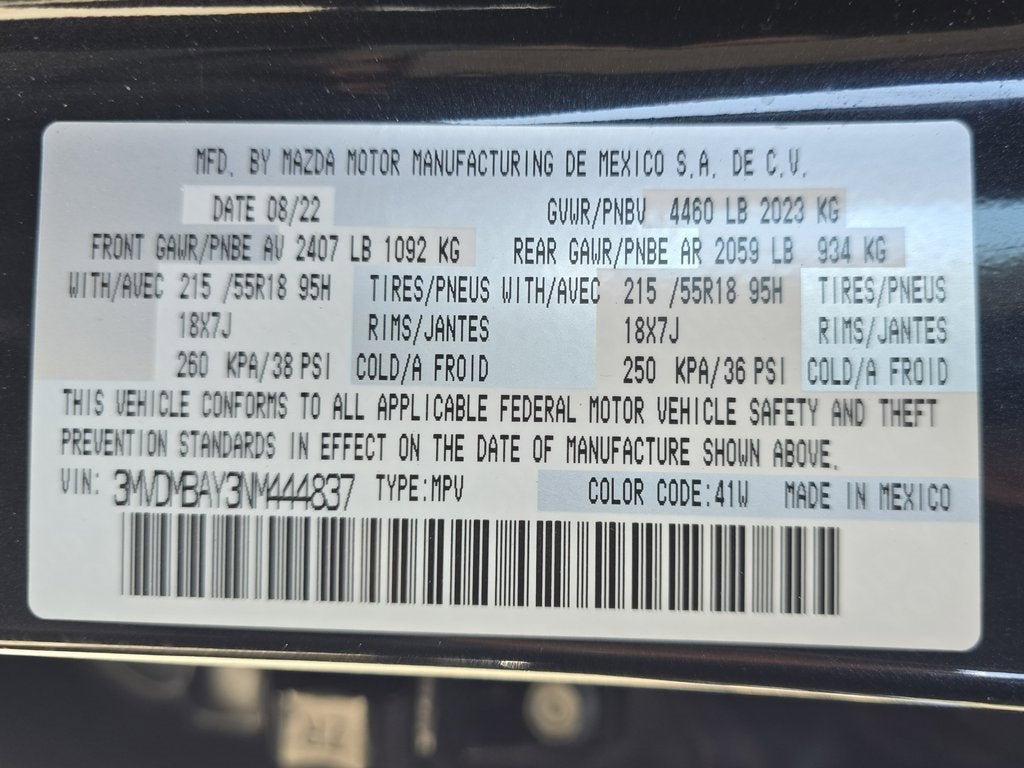 MFD. BY MAZDA MOTOR MANUFACTURING DE MEXICO S.A. DE C.V.
DATE 08/22 GVWR/PNBV 4460 LB 2023 KG
FRONT GAWR/PNBE AV 2407 LB 1092 KG REAR GAWR/PNBE AR 2059 LB 934 KG
WITH/AVEC 215 /55R18 95H TIRES/PNEUS WITH/AVEC 215 /55R18 95H TIRES/PNEUS
18X7J RIMS/JANTES 18X7J RIMS/JANTES
260 KPA/38 PSI COLD/A FROID 250 KPA/36 PSI COLD/A FROID
THIS VEHICLE CONFORMS TO ALL APPLICABLE FEDERAL MOTOR VEHICLE SAFETY AND THEFT
PREVENTION STANDARDS IN EFFECT ON THE DATE OF MANUFACTURE SHOWN ABOVE.
VIN: 3MVDMBAY3NM444837 TYPE:MPV COLOR CODE:41W MADE IN MEXICO